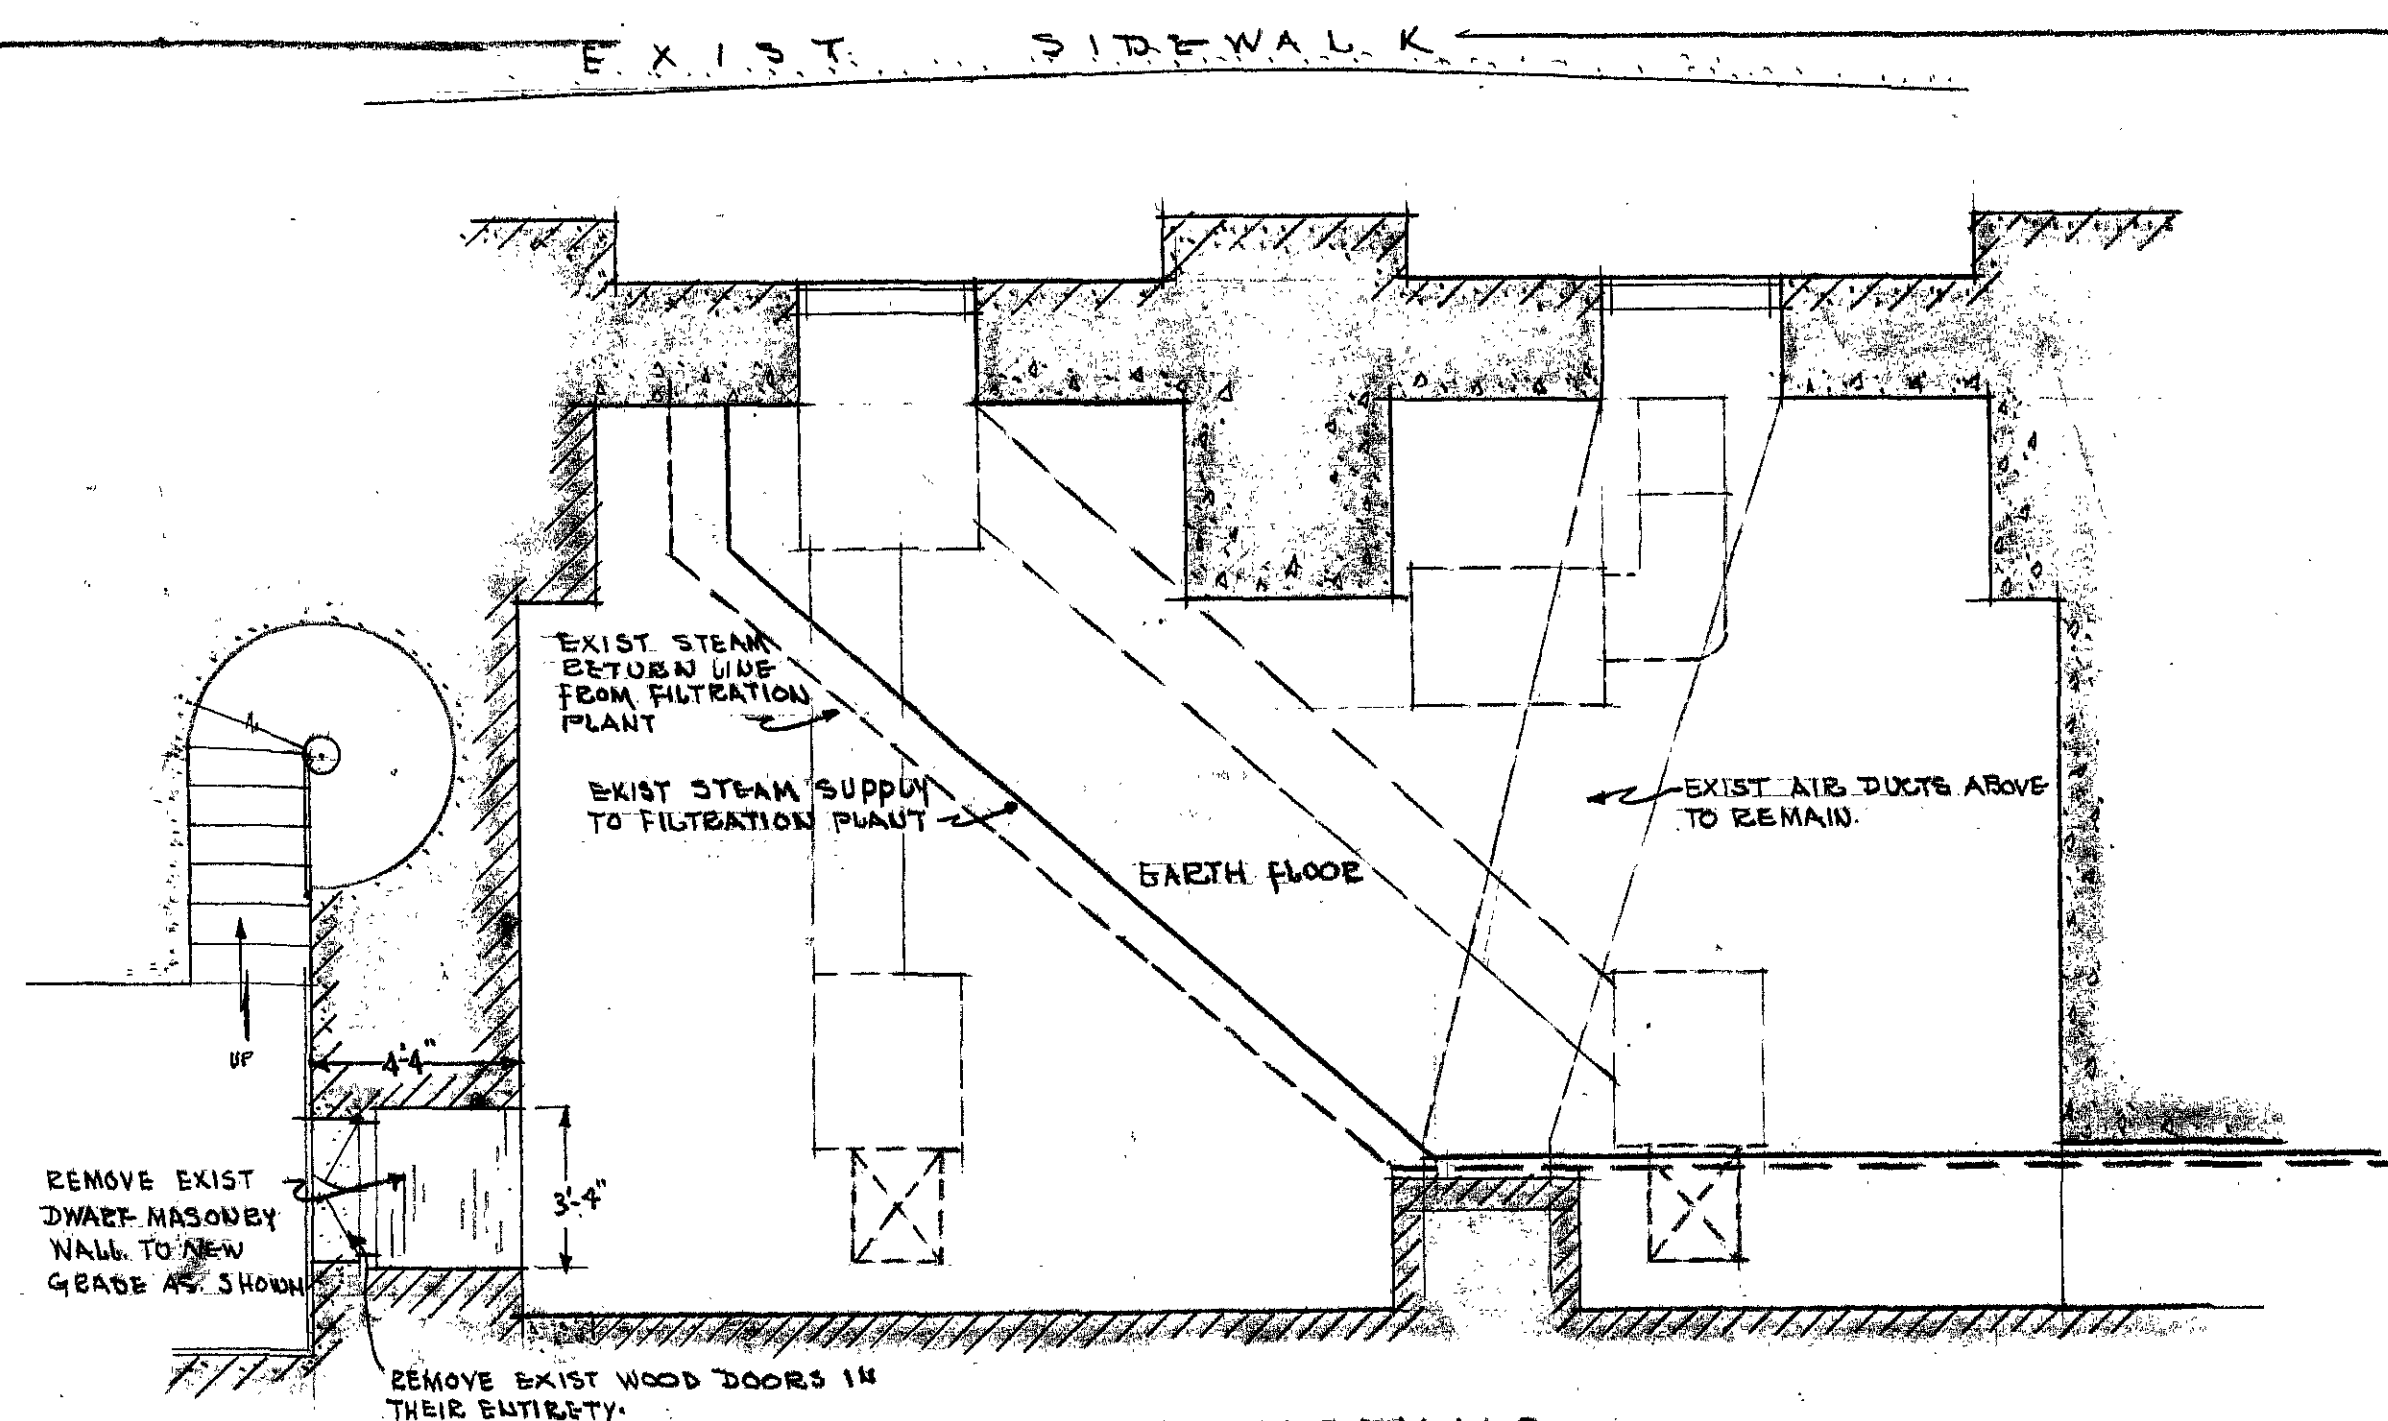 EXIST. SIDEWALK
EXIST STEAM
RETURN LINE
FROM FILTRATION
PLANT
EXIST STEAM SUPPLY
TO FILTRATION PLANT
EXIST AIR DUCTS ABOVE
TO REMAIN.
EARTH FLOOR
UP
4'-4"
3'-4"
REMOVE EXIST
DWARF MASONRY
WALL TO NEW
GRADE AS SHOWN
REMOVE EXIST WOOD DOORS IN
THEIR ENTIRETY.